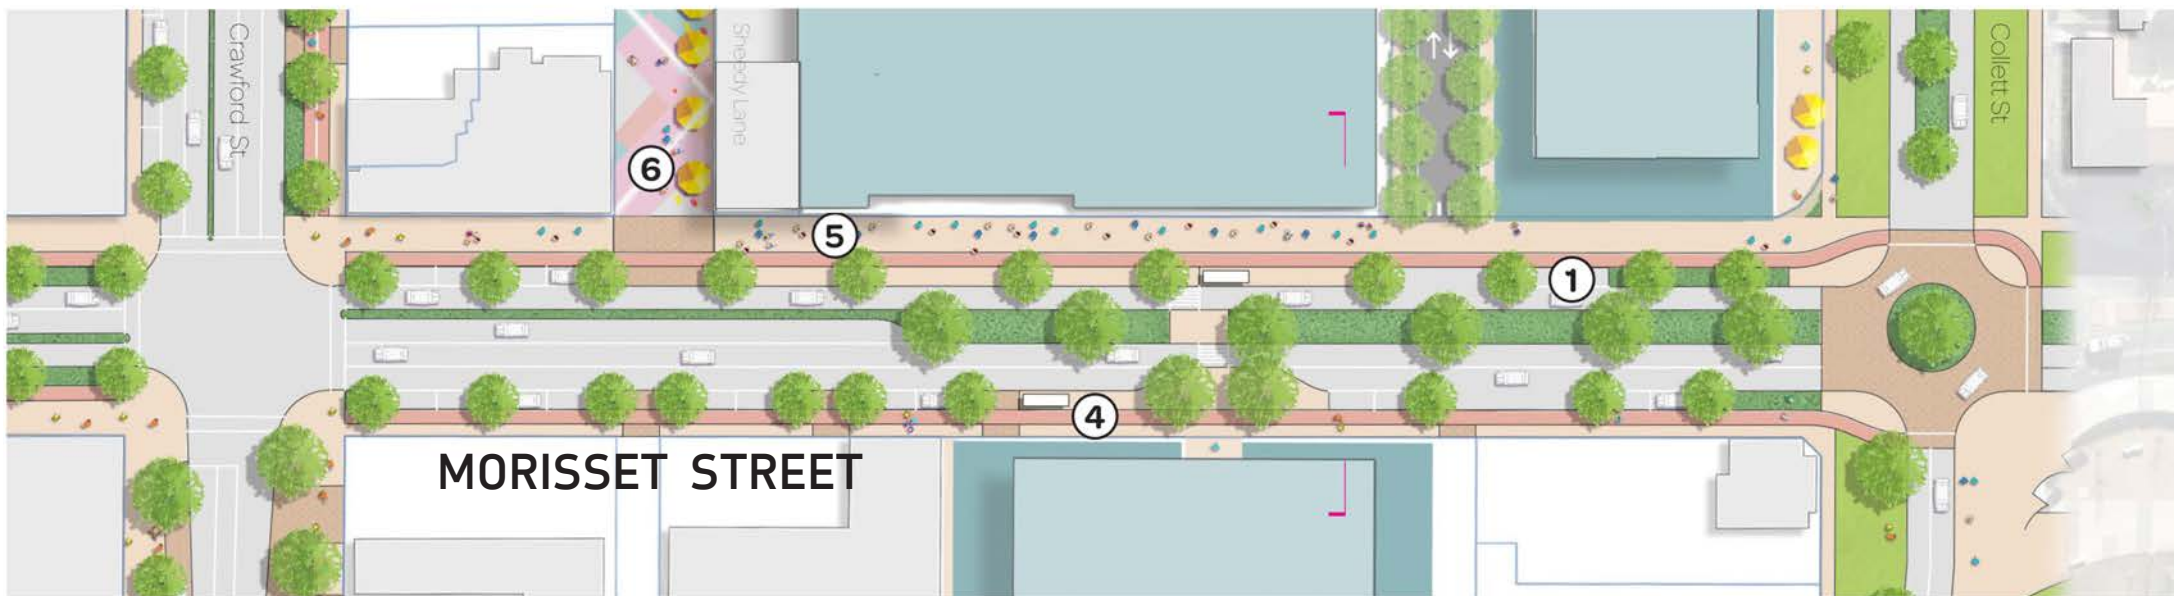 Crawford St
Sheedy Lane
Collett St
6
5
1
4
MORISSET STREET